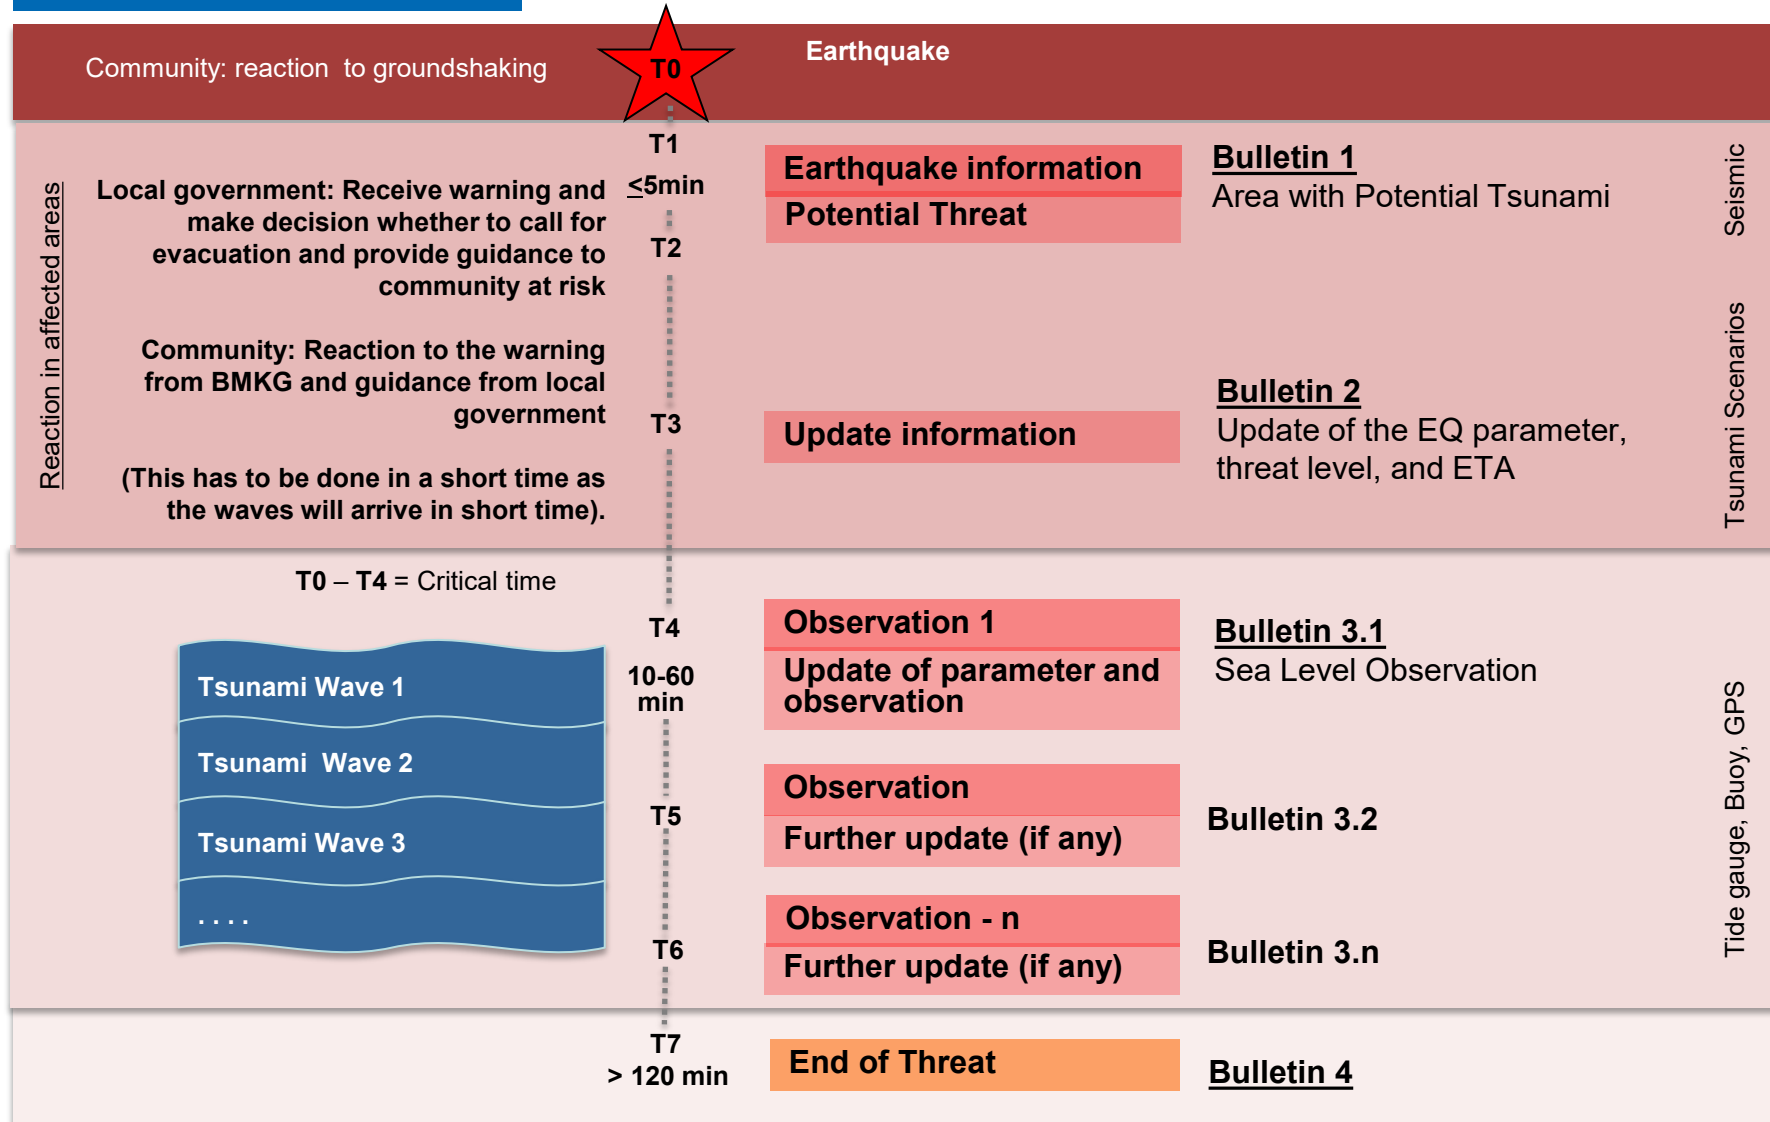 Community: reaction  to groundshaking
T0
Earthquake
T1
≤5min
T2
Earthquake information
Potential Threat
Bulletin 1
Area with Potential Tsunami
Seismic
Reaction in affected areas
Local government: Receive warning and
make decision whether to call for
evacuation and provide guidance to
community at risk
Community: Reaction to the warning
from BMKG and guidance from local
government
(This has to be done in a short time as
the waves will arrive in short time).
T3
Update information
Bulletin 2
Update of the EQ parameter,
threat level, and ETA
Tsunami Scenarios
T0 – T4 = Critical time
T4
10-60
min
Observation 1
Update of parameter and
observation
Bulletin 3.1
Sea Level Observation
Tsunami Wave 1
Tsunami  Wave 2
Tsunami Wave 3
. . . .
T5
Observation
Further update (if any)
Bulletin 3.2
T6
Observation - n
Further update (if any)
Bulletin 3.n
Tide gauge, Buoy, GPS
T7
> 120 min
End of Threat
Bulletin 4